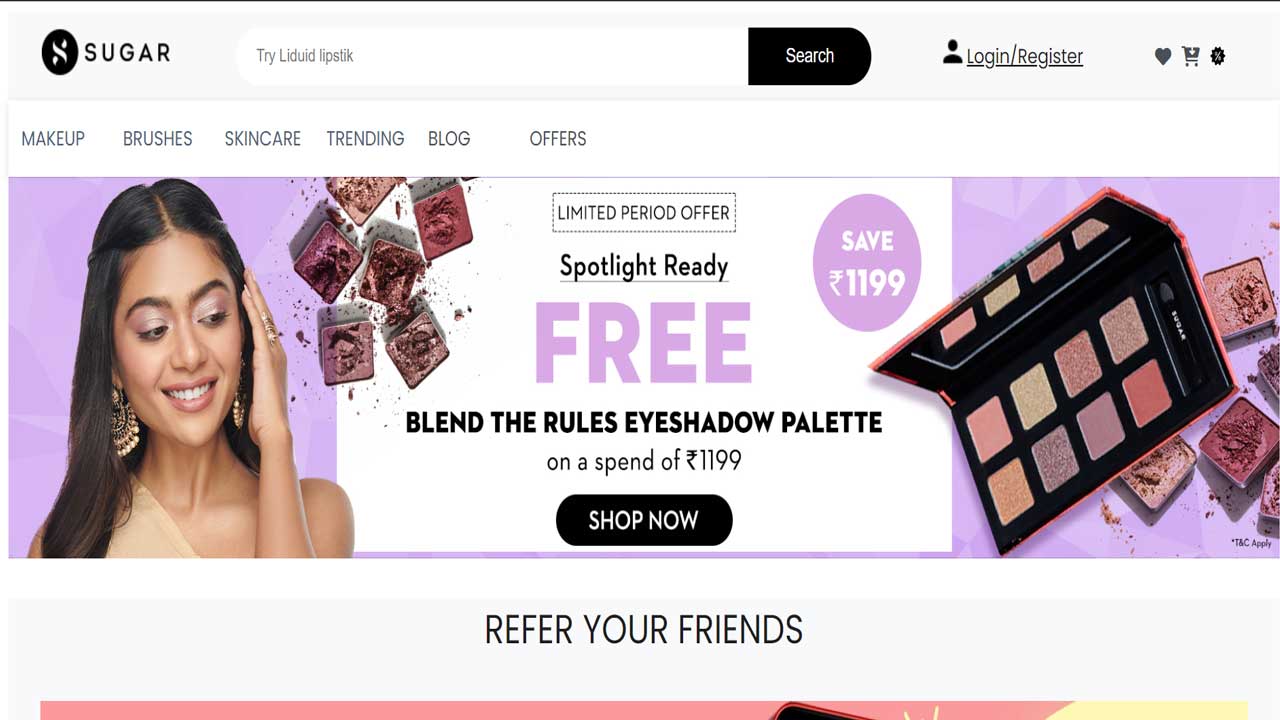 SUGAR
Try Liduid lipstik
Search
Login/Register
MAKEUP BRUSHES SKINCARE TRENDING BLOG OFFERS
LIMITED PERIOD OFFER
Spotlight Ready
FREE
SAVE
₹1199
BLEND THE RULES EYESHADOW PALETTE
on a spend of ₹1199
SHOP NOW
SUGAR
*T&C Apply
REFER YOUR FRIENDS